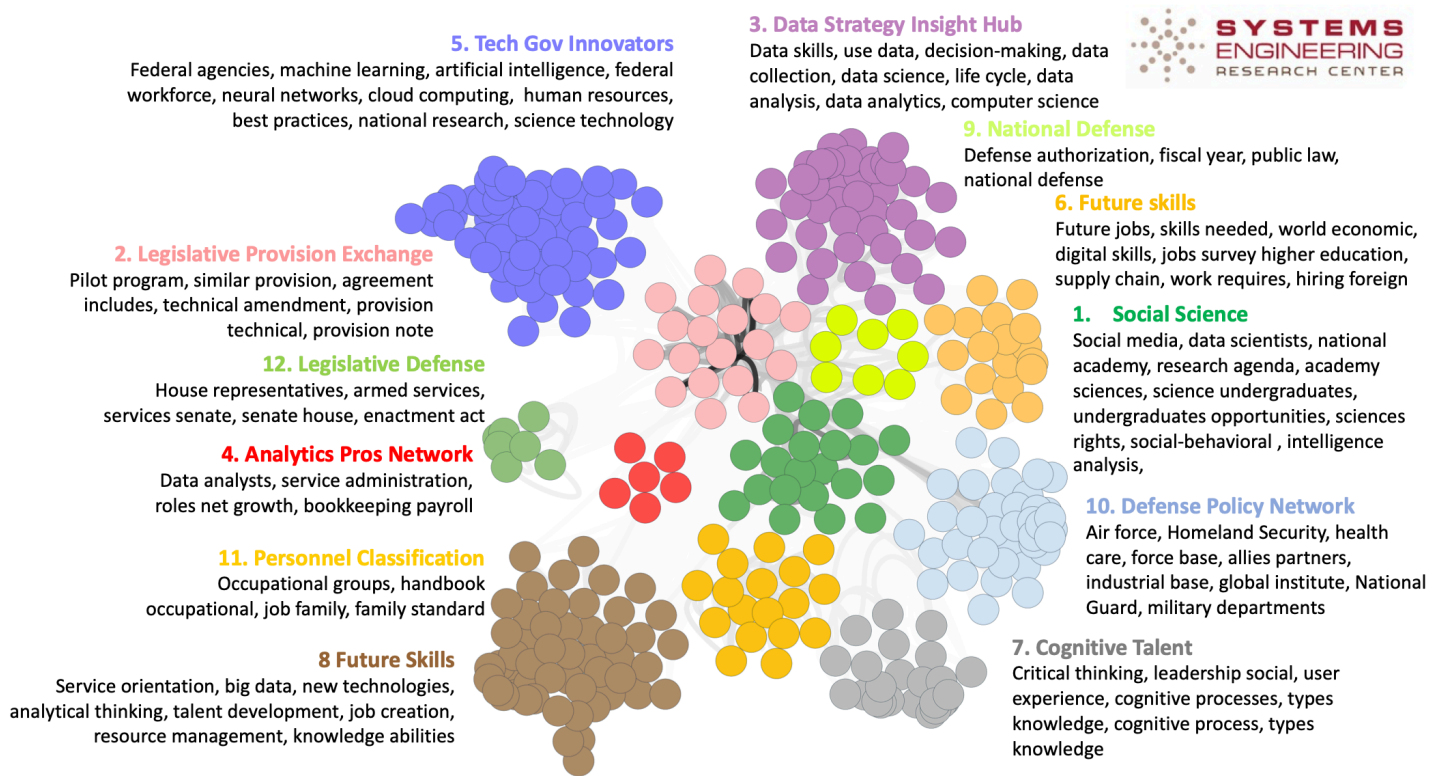 5. Tech Gov Innovators
Federal agencies, machine learning, artificial intelligence, federal
workforce, neural networks, cloud computing, human resources,
best practices, national research, science technology
3. Data Strategy Insight Hub
Data skills, use data, decision-making, data
collection, data science, life cycle, data
analysis, data analytics, computer science
SYSTEMS
ENGINEERING
RESEARCH CENTER
9. National Defense
Defense authorization, fiscal year, public law,
national defense
6. Future skills
Future jobs, skills needed, world economic,
digital skills, jobs survey higher education,
supply chain, work requires, hiring foreign
2. Legislative Provision Exchange
Pilot program, similar provision, agreement
includes, technical amendment, provision
technical, provision note
1. Social Science
Social media, data scientists, national
academy, research agenda, academy
sciences, science undergraduates,
undergraduates opportunities, sciences
rights, social-behavioral , intelligence
analysis,
12. Legislative Defense
House representatives, armed services,
services senate, senate house, enactment act
4. Analytics Pros Network
Data analysts, service administration,
roles net growth, bookkeeping payroll
10. Defense Policy Network
Air force, Homeland Security, health
care, force base, allies partners,
industrial base, global institute, National
Guard, military departments
11. Personnel Classification
Occupational groups, handbook
occupational, job family, family standard
8 Future Skills
Service orientation, big data, new technologies,
analytical thinking, talent development, job creation,
resource management, knowledge abilities
7. Cognitive Talent
Critical thinking, leadership social, user
experience, cognitive processes, types
knowledge, cognitive process, types
knowledge